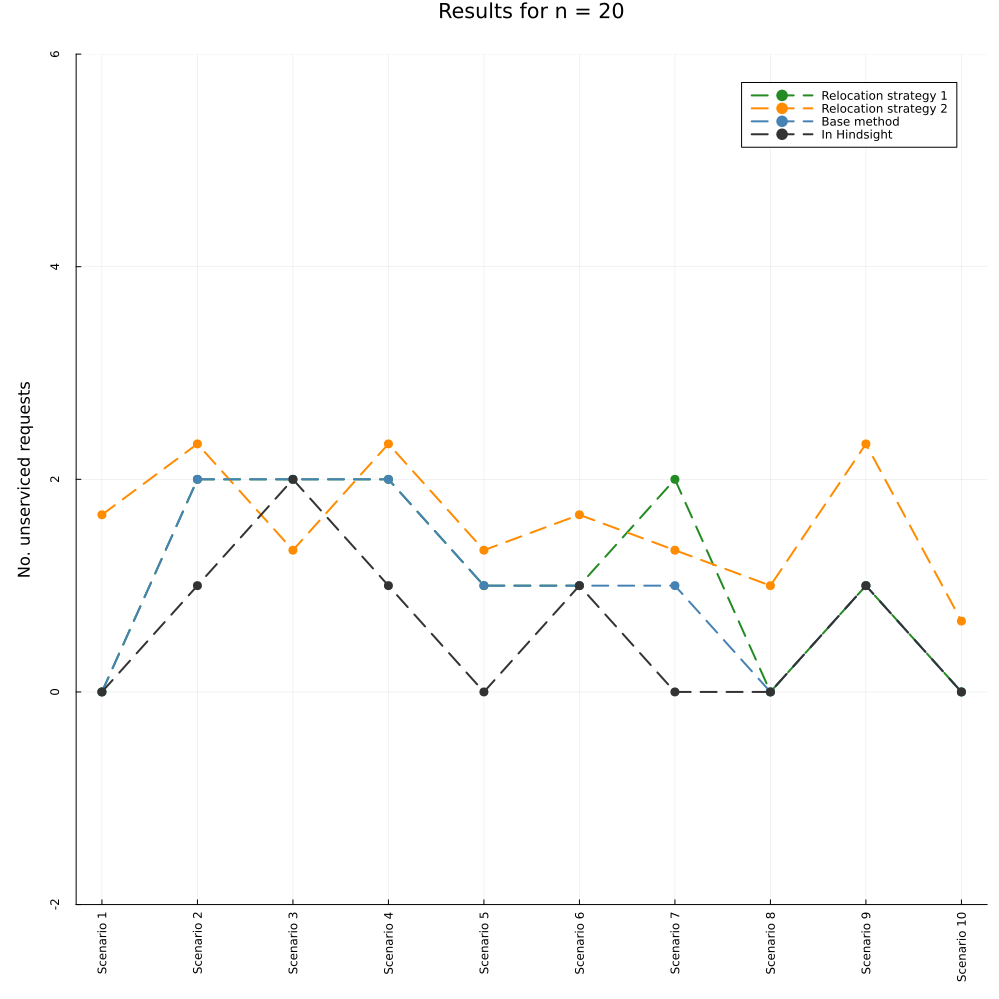 Results for n = 20
6
4
2
0
-2
No. unserviced requests
Relocation strategy 1
Relocation strategy 2
Base method
In Hindsight
Scenario 1
Scenario 2
Scenario 3
Scenario 4
Scenario 5
Scenario 6
Scenario 7
Scenario 8
Scenario 9
Scenario 10